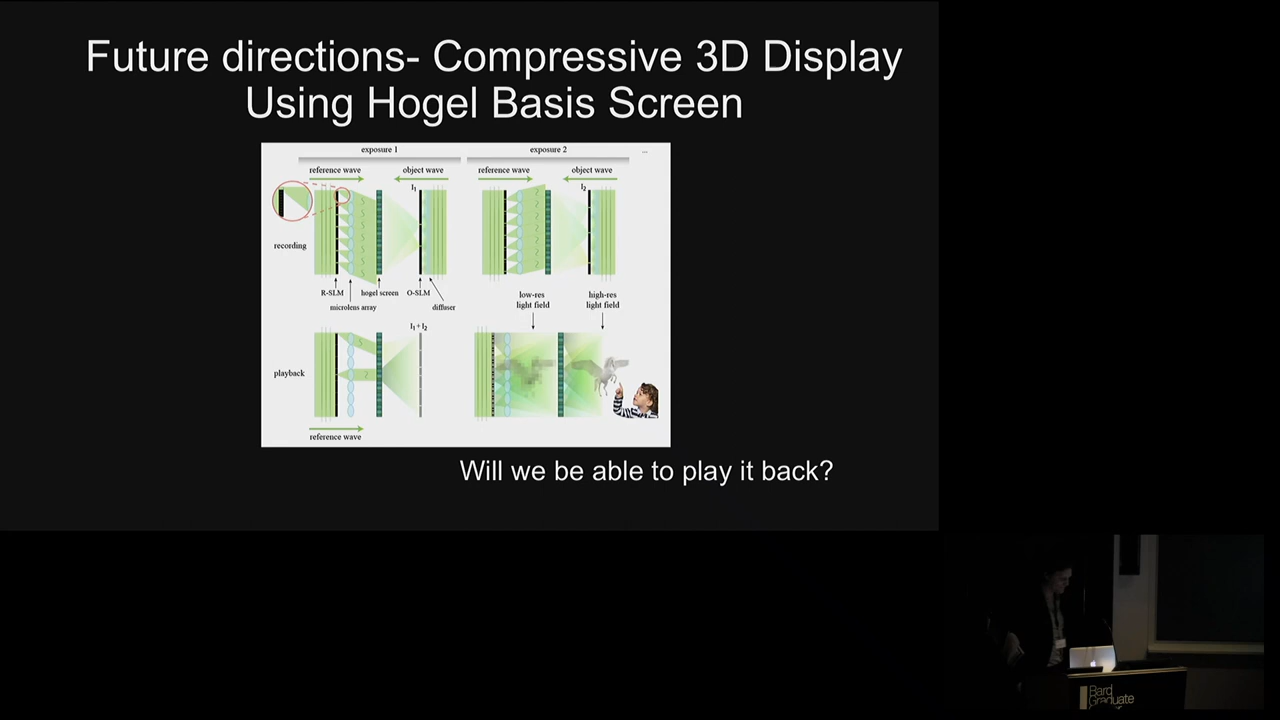 Future directions- Compressive 3D Display
Using Hogel Basis Screen
exposure 1
exposure 2
...
reference wave
object wave
reference wave
object wave
I1
I2
recording
R-SLM
hogel screen
O-SLM
microlens array
diffuser
low-res
light field
high-res
light field
I1 + I2
playback
reference wave
Will we be able to play it back?
Bard
Graduate